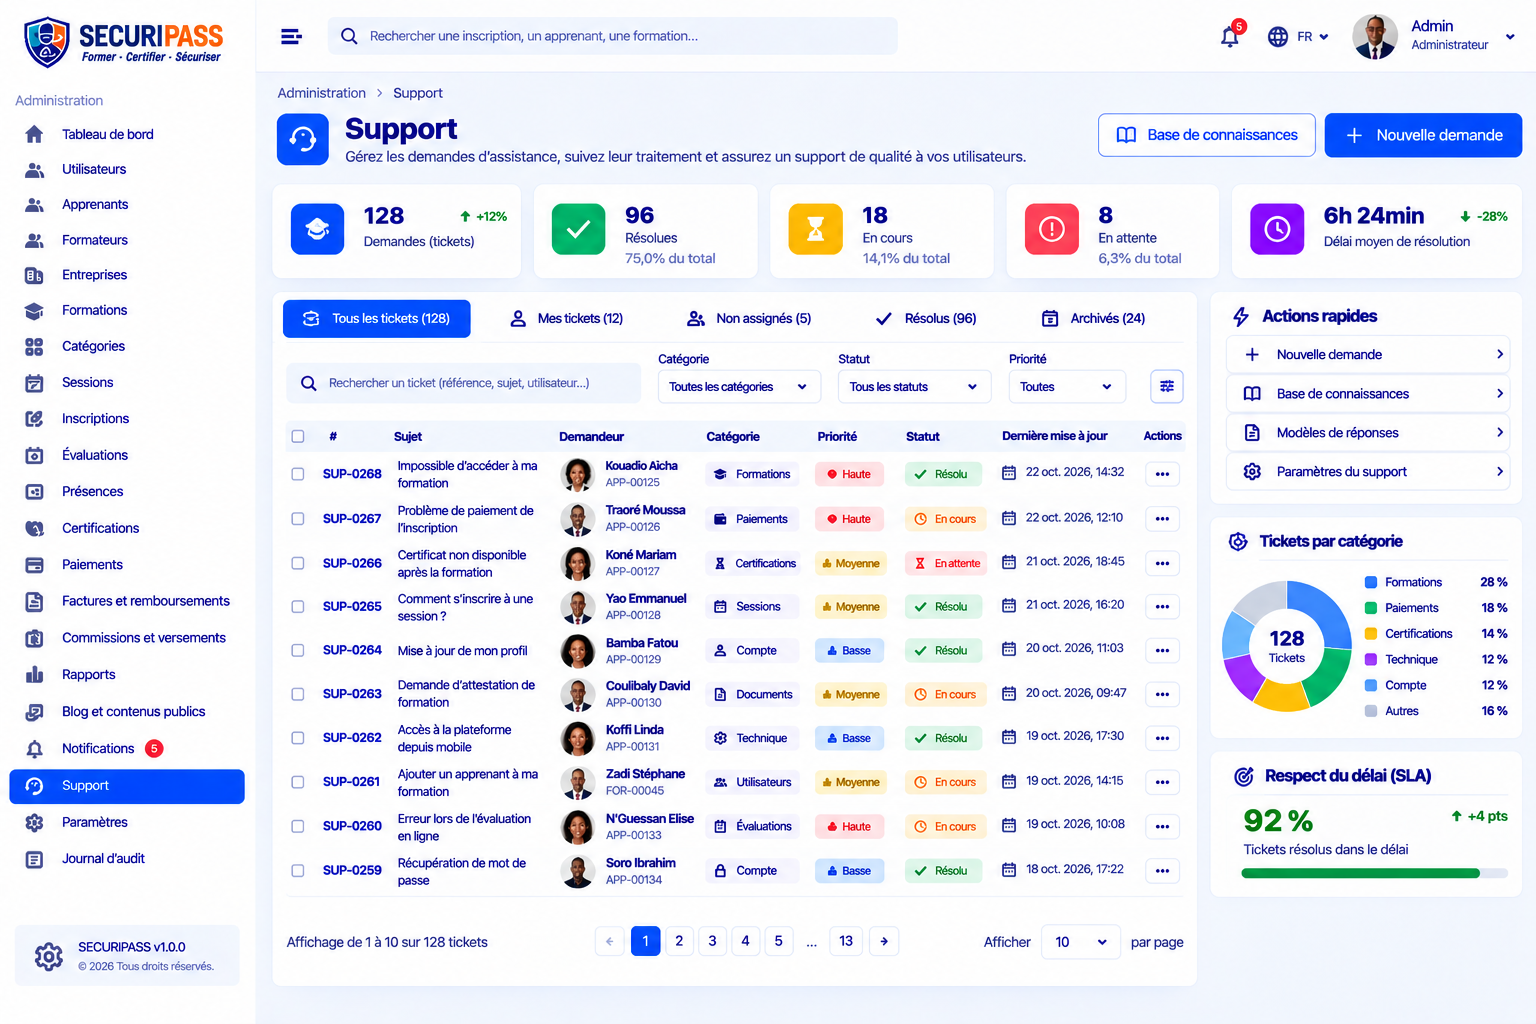 SECURIPASS
Former - Certifier - Sécuriser
Rechercher une inscription, un apprenant, une formation...
5
FR
Admin
Administrateur
Administration
Tableau de bord
Utilisateurs
Apprenants
Formateurs
Entreprises
Formations
Catégories
Sessions
Inscriptions
Évaluations
Présences
Certifications
Paiements
Factures et remboursements
Commissions et versements
Rapports
Blog et contenus publics
Notifications 5
Support
Paramètres
Journal d'audit
SECURIPASS v1.0.0
© 2026 Tous droits réservés.
Administration > Support
Support
Gérez les demandes d'assistance, suivez leur traitement et assurez un support de qualité à vos utilisateurs.
Base de connaissances
Nouvelle demande
128 +12%
Demandes (tickets)
96
Résolues
75,0% du total
18
En cours
14,1% du total
8
En attente
6,3% du total
6h 24min -28%
Délai moyen de résolution
Tous les tickets (128) Mes tickets (12) Non assignés (5) Résolus (96) Archivés (24)
Rechercher un ticket (référence, sujet, utilisateur...)
Catégorie
Toutes les catégories
Statut
Tous les statuts
Priorité
Toutes
# Sujet Demandeur Catégorie Priorité Statut Dernière mise à jour Actions
SUP-0268 Impossible d'accéder à ma formation Kouadio Aicha APP-00125 Formations Haute Résolu 22 oct. 2026, 14:32
SUP-0267 Problème de paiement de l'inscription Traoré Moussa APP-00126 Paiements Haute En cours 22 oct. 2026, 12:10
SUP-0266 Certificat non disponible après la formation Koné Mariam APP-00127 Certifications Moyenne En attente 21 oct. 2026, 18:45
SUP-0265 Comment s'inscrire à une session ? Yao Emmanuel APP-00128 Sessions Moyenne Résolu 21 oct. 2026, 16:20
SUP-0264 Mise à jour de mon profil Bamba Fatou APP-00129 Compte Basse Résolu 20 oct. 2026, 11:03
SUP-0263 Demande d'attestation de formation Coulibaly David APP-00130 Documents Moyenne En cours 20 oct. 2026, 09:47
SUP-0262 Accès à la plateforme depuis mobile Koffi Linda APP-00131 Technique Basse Résolu 19 oct. 2026, 17:30
SUP-0261 Ajouter un apprenant à ma formation Zadi Stéphane FOR-00045 Utilisateurs Moyenne En cours 19 oct. 2026, 14:15
SUP-0260 Erreur lors de l'évaluation en ligne N'Guessan Elise APP-00133 Évaluations Haute En cours 19 oct. 2026, 10:08
SUP-0259 Récupération de mot de passe Soro Ibrahim APP-00134 Compte Basse Résolu 18 oct. 2026, 17:22
Affichage de 1 à 10 sur 128 tickets
1 2 3 4 5 ... 13
Afficher 10 par page
Actions rapides
Nouvelle demande
Base de connaissances
Modèles de réponses
Paramètres du support
Tickets par catégorie
128
Tickets
Formations 28 %
Paiements 18 %
Certifications 14 %
Technique 12 %
Compte 12 %
Autres 16 %
Respect du délai (SLA)
92 % +4 pts
Tickets résolus dans le délai